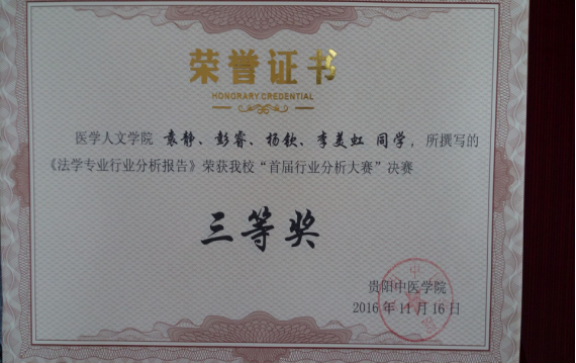 荣誉证书
HONORARY CREDENTIAL
医学人文学院 袁静、彭睿、杨钦、李美虹 同学，所撰写的
《法学专业行业分析报告》荣获我校“首届行业分析大赛”决赛
三等奖
贵阳中医学院
2016年11月16日